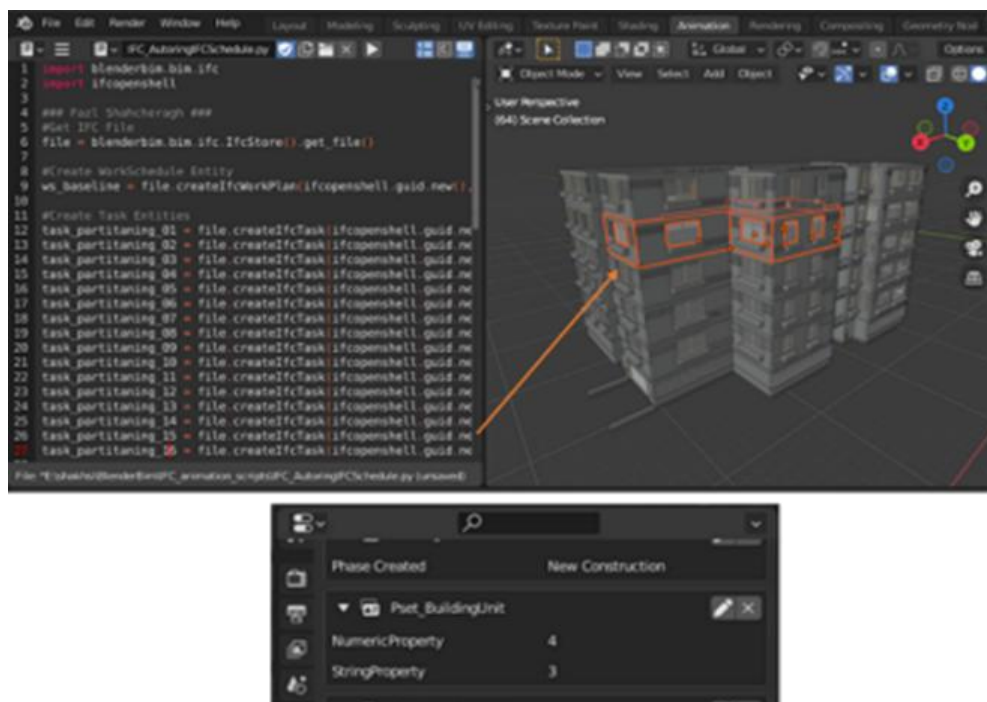 File Edit Render Window Help Layout Modeling Sculpting UV Editing Texture Paint Shading Animation Rendering Compositing Geometry Nod
IFC_AutoringIFCSchedule.py
1 import blenderbim.bim.ifc
2 import ifcopenshell
3
4 ### Fazl Shahcheragh ###
5 #Get IFC file
6 file = blenderbim.bim.ifc.IfcStore().get_file()
7
8 #Create WorkSchedule Entity
9 ws_baseline = file.createIfcWorkPlan(ifcopenshell.guid.new(),
10
11 #Create Task Entities
12 task_partitaning_01 = file.createIfcTask(ifcopenshell.guid.ne
13 task_partitaning_02 = file.createIfcTask(ifcopenshell.guid.ne
14 task_partitaning_03 = file.createIfcTask(ifcopenshell.guid.ne
15 task_partitaning_04 = file.createIfcTask(ifcopenshell.guid.ne
16 task_partitaning_05 = file.createIfcTask(ifcopenshell.guid.ne
17 task_partitaning_06 = file.createIfcTask(ifcopenshell.guid.ne
18 task_partitaning_07 = file.createIfcTask(ifcopenshell.guid.ne
19 task_partitaning_08 = file.createIfcTask(ifcopenshell.guid.ne
20 task_partitaning_09 = file.createIfcTask(ifcopenshell.guid.ne
21 task_partitaning_10 = file.createIfcTask(ifcopenshell.guid.ne
22 task_partitaning_11 = file.createIfcTask(ifcopenshell.guid.ne
23 task_partitaning_12 = file.createIfcTask(ifcopenshell.guid.ne
24 task_partitaning_13 = file.createIfcTask(ifcopenshell.guid.ne
25 task_partitaning_14 = file.createIfcTask(ifcopenshell.guid.ne
26 task_partitaning_15 = file.createIfcTask(ifcopenshell.guid.ne
27 task_partitaning_16 = file.createIfcTask(ifcopenshell.guid.ne
IFC_AutoringIFCSchedule.py (unsaved)
Global Options
Object Mode View Select Add Object
User Perspective
(64) Scene Collection
Z
X
Y
Phase Created New Construction
Pset_BuildingUnit
NumericProperty 4
StringProperty 3